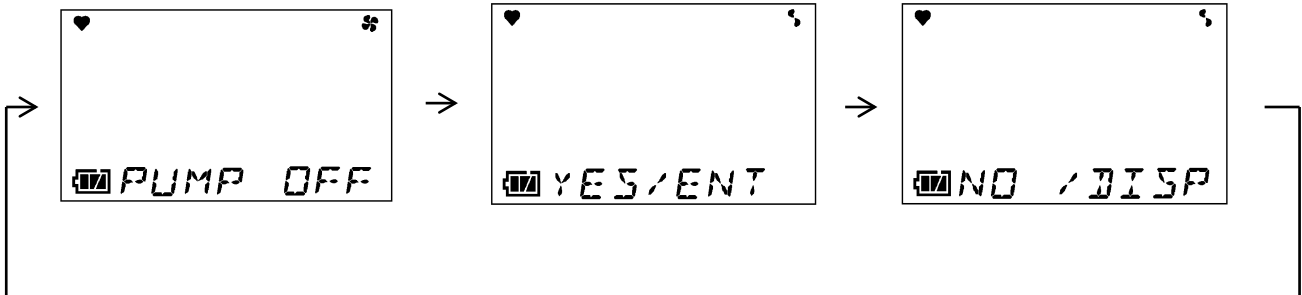 PUMP OFF
YES/ENT
NO /DISP